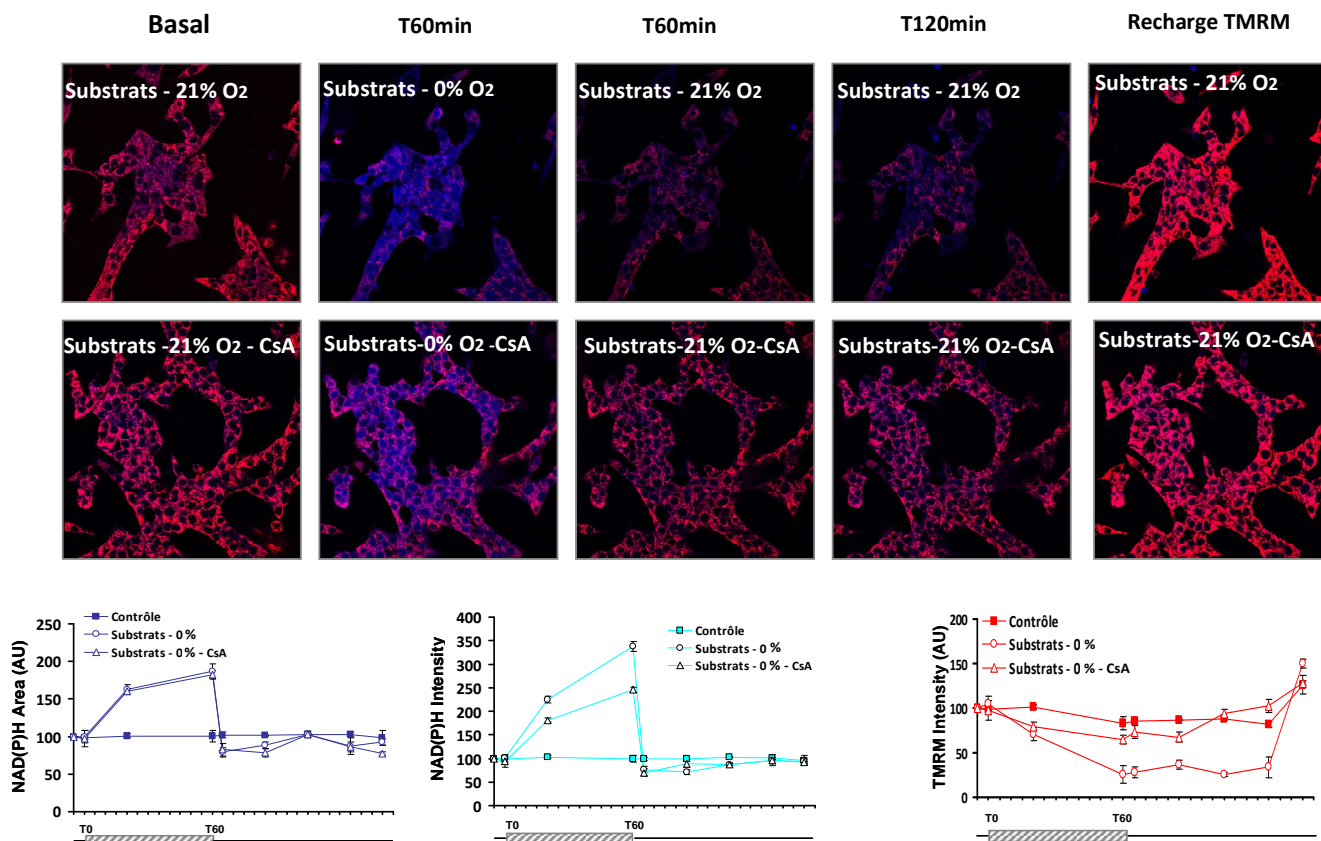 Basal
T60min
T60min
T120min
Recharge TMRM
Substrats - 21% O2
Substrats - 0% O2
Substrats - 21% O2
Substrats - 21% O2
Substrats - 21% O2
Substrats -21% O2 - CsA
Substrats-0% O2 -CsA
Substrats-21% O2-CsA
Substrats-21% O2-CsA
Substrats-21% O2-CsA
NAD(P)H Area (AU)
250
200
150
100
50
0
Contrôle
Substrats - 0 %
Substrats - 0% - CsA
T0
T60
NAD(P)H Intensity
400
350
300
250
200
150
100
50
0
Contrôle
Substrats - 0 %
Substrats - 0 % - CsA
T0
T60
TMRM Intensity (AU)
200
150
100
50
0
Contrôle
Substrats - 0 %
Substrats - 0 % - CsA
T0
T60